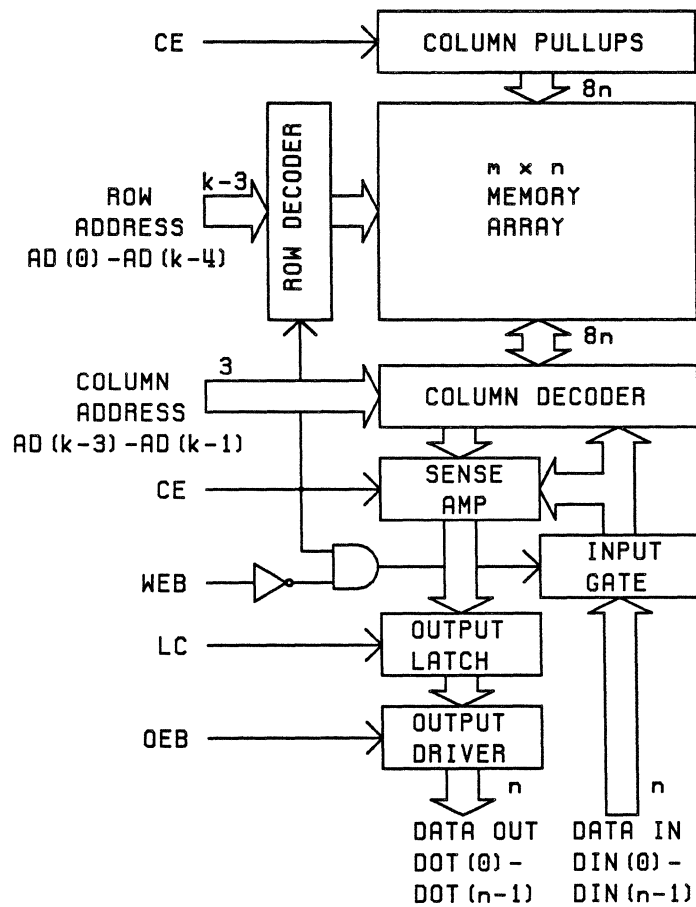 CE
COLUMN PULLUPS
8n
ROW DECODER
k-3
ROW
ADDRESS
AD(0)-AD(k-4)
m x n
MEMORY
ARRAY
8n
3
COLUMN
ADDRESS
AD(k-3)-AD(k-1)
COLUMN DECODER
CE
SENSE
AMP
WEB
INPUT
GATE
LC
OUTPUT
LATCH
OEB
OUTPUT
DRIVER
n
n
DATA OUT
DOT(0)-
DOT(n-1)
DATA IN
DIN(0)-
DIN(n-1)